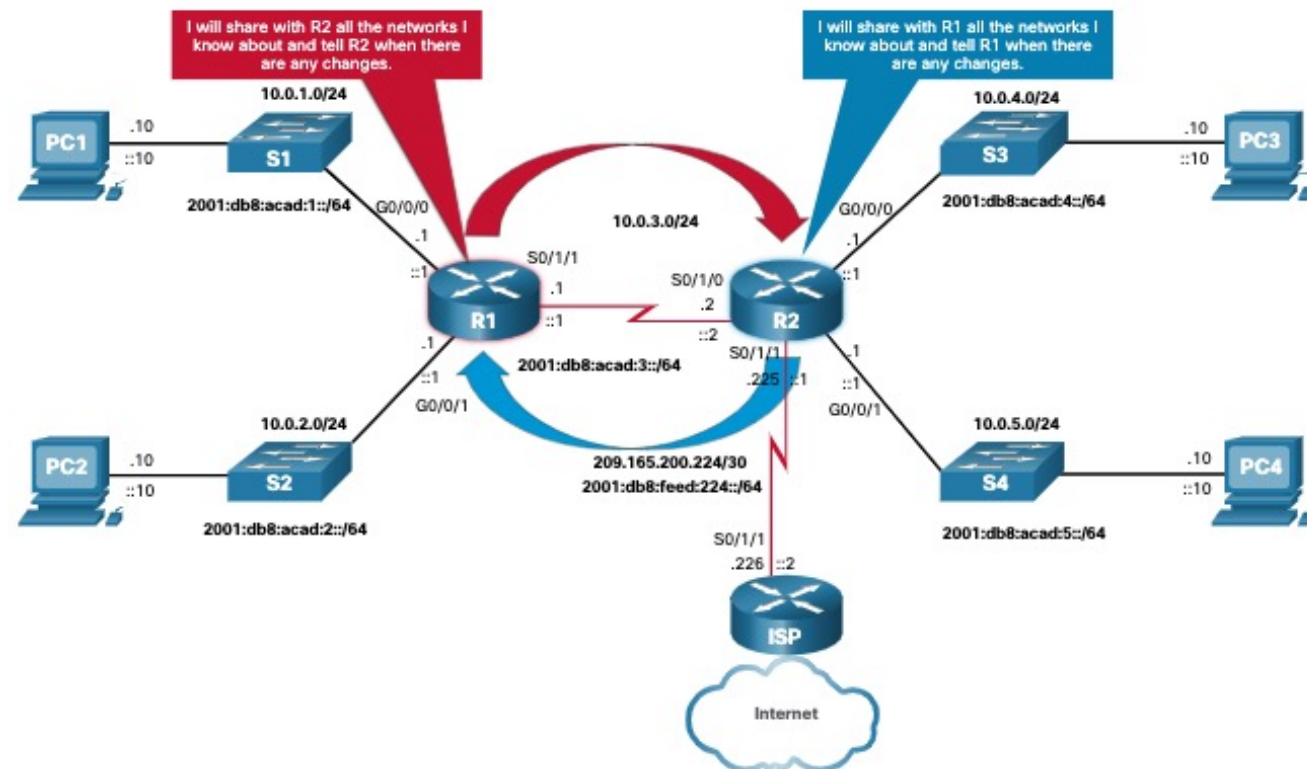 I will share with R2 all the networks I
know about and tell R2 when there
are any changes.
I will share with R1 all the networks I
know about and tell R1 when there
are any changes.
10.0.1.0/24
10.0.4.0/24
PC1
.10
::10
S1
S3
.10
::10
PC3
2001:db8:acad:1::/64
G0/0/0
.1
::1
10.0.3.0/24
G0/0/0
.1
::1
2001:db8:acad:4::/64
R1
S0/1/1
.1
::1
S0/1/0
.2
::2
R2
2001:db8:acad:3::/64
.1
::1
G0/0/1
S0/1/1
.225
::1
.1
::1
G0/0/1
10.0.2.0/24
10.0.5.0/24
PC2
.10
::10
S2
209.165.200.224/30
2001:db8:feed:224::/64
S4
.10
::10
PC4
2001:db8:acad:2::/64
2001:db8:acad:5::/64
S0/1/1
.226
::2
ISP
Internet